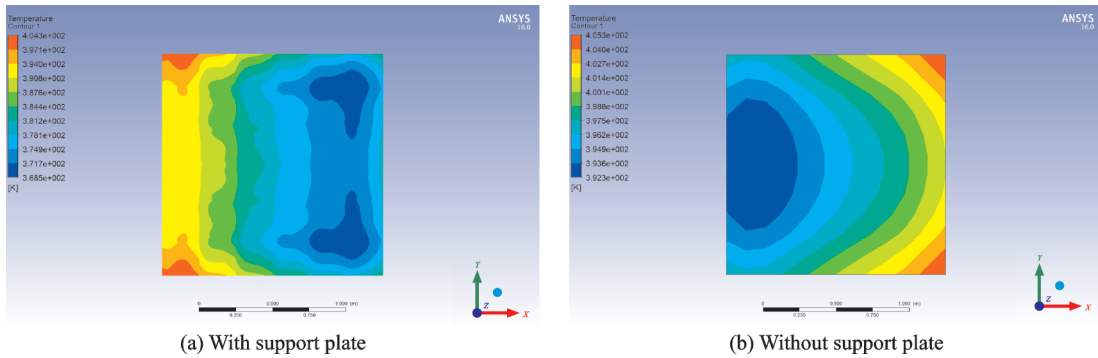 Temperature
Contour 1
4.043e+002
3.971e+002
3.940e+002
3.908e+002
3.876e+002
3.844e+002
3.812e+002
3.781e+002
3.749e+002
3.717e+002
3.685e+002
[K]
ANSYS
16.0
0 0.500 1.000 (m)
0.250 0.750
Y
Z
X
(a) With support plate
Temperature
Contour 1
4.053e+002
4.040e+002
4.027e+002
4.014e+002
4.001e+002
3.988e+002
3.975e+002
3.962e+002
3.949e+002
3.936e+002
3.923e+002
[K]
ANSYS
16.0
0 0.500 1.000 (m)
0.250 0.750
Y
Z
X
(b) Without support plate